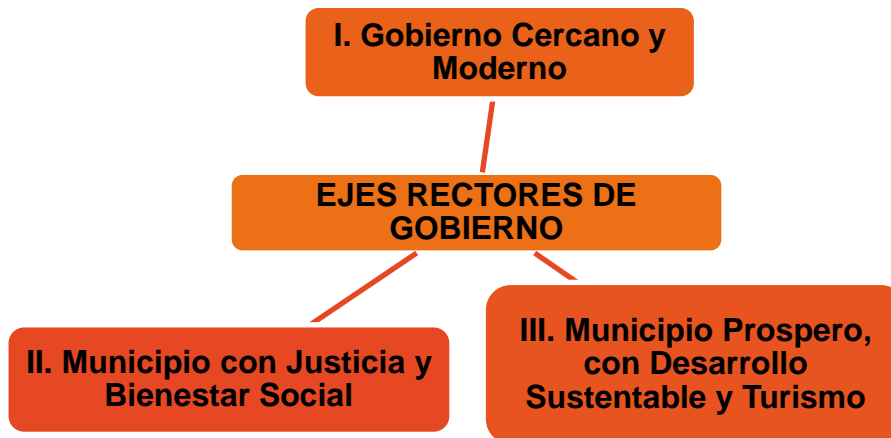 I. Gobierno Cercano y
Moderno
EJES RECTORES DE
GOBIERNO
II. Municipio con Justicia y
Bienestar Social
III. Municipio Prospero,
con Desarrollo
Sustentable y Turismo